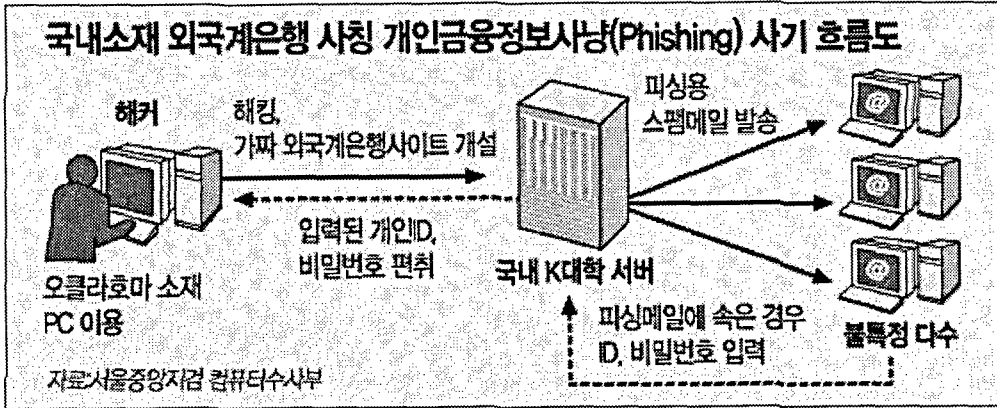 국내소재 외국계은행 사칭 개인금융정보사냥(Phishing) 사기 흐름도
해커
해킹,
가짜 외국계은행사이트 개설
피싱용
스팸메일 발송
입력된 개인ID,
비밀번호 편취
오클라호마 소재
PC 이용
국내 K대학 서버
피싱메일에 속은 경우
ID, 비밀번호 입력
@
@
@
불특정 다수
자료:서울중앙지검 컴퓨터수사부